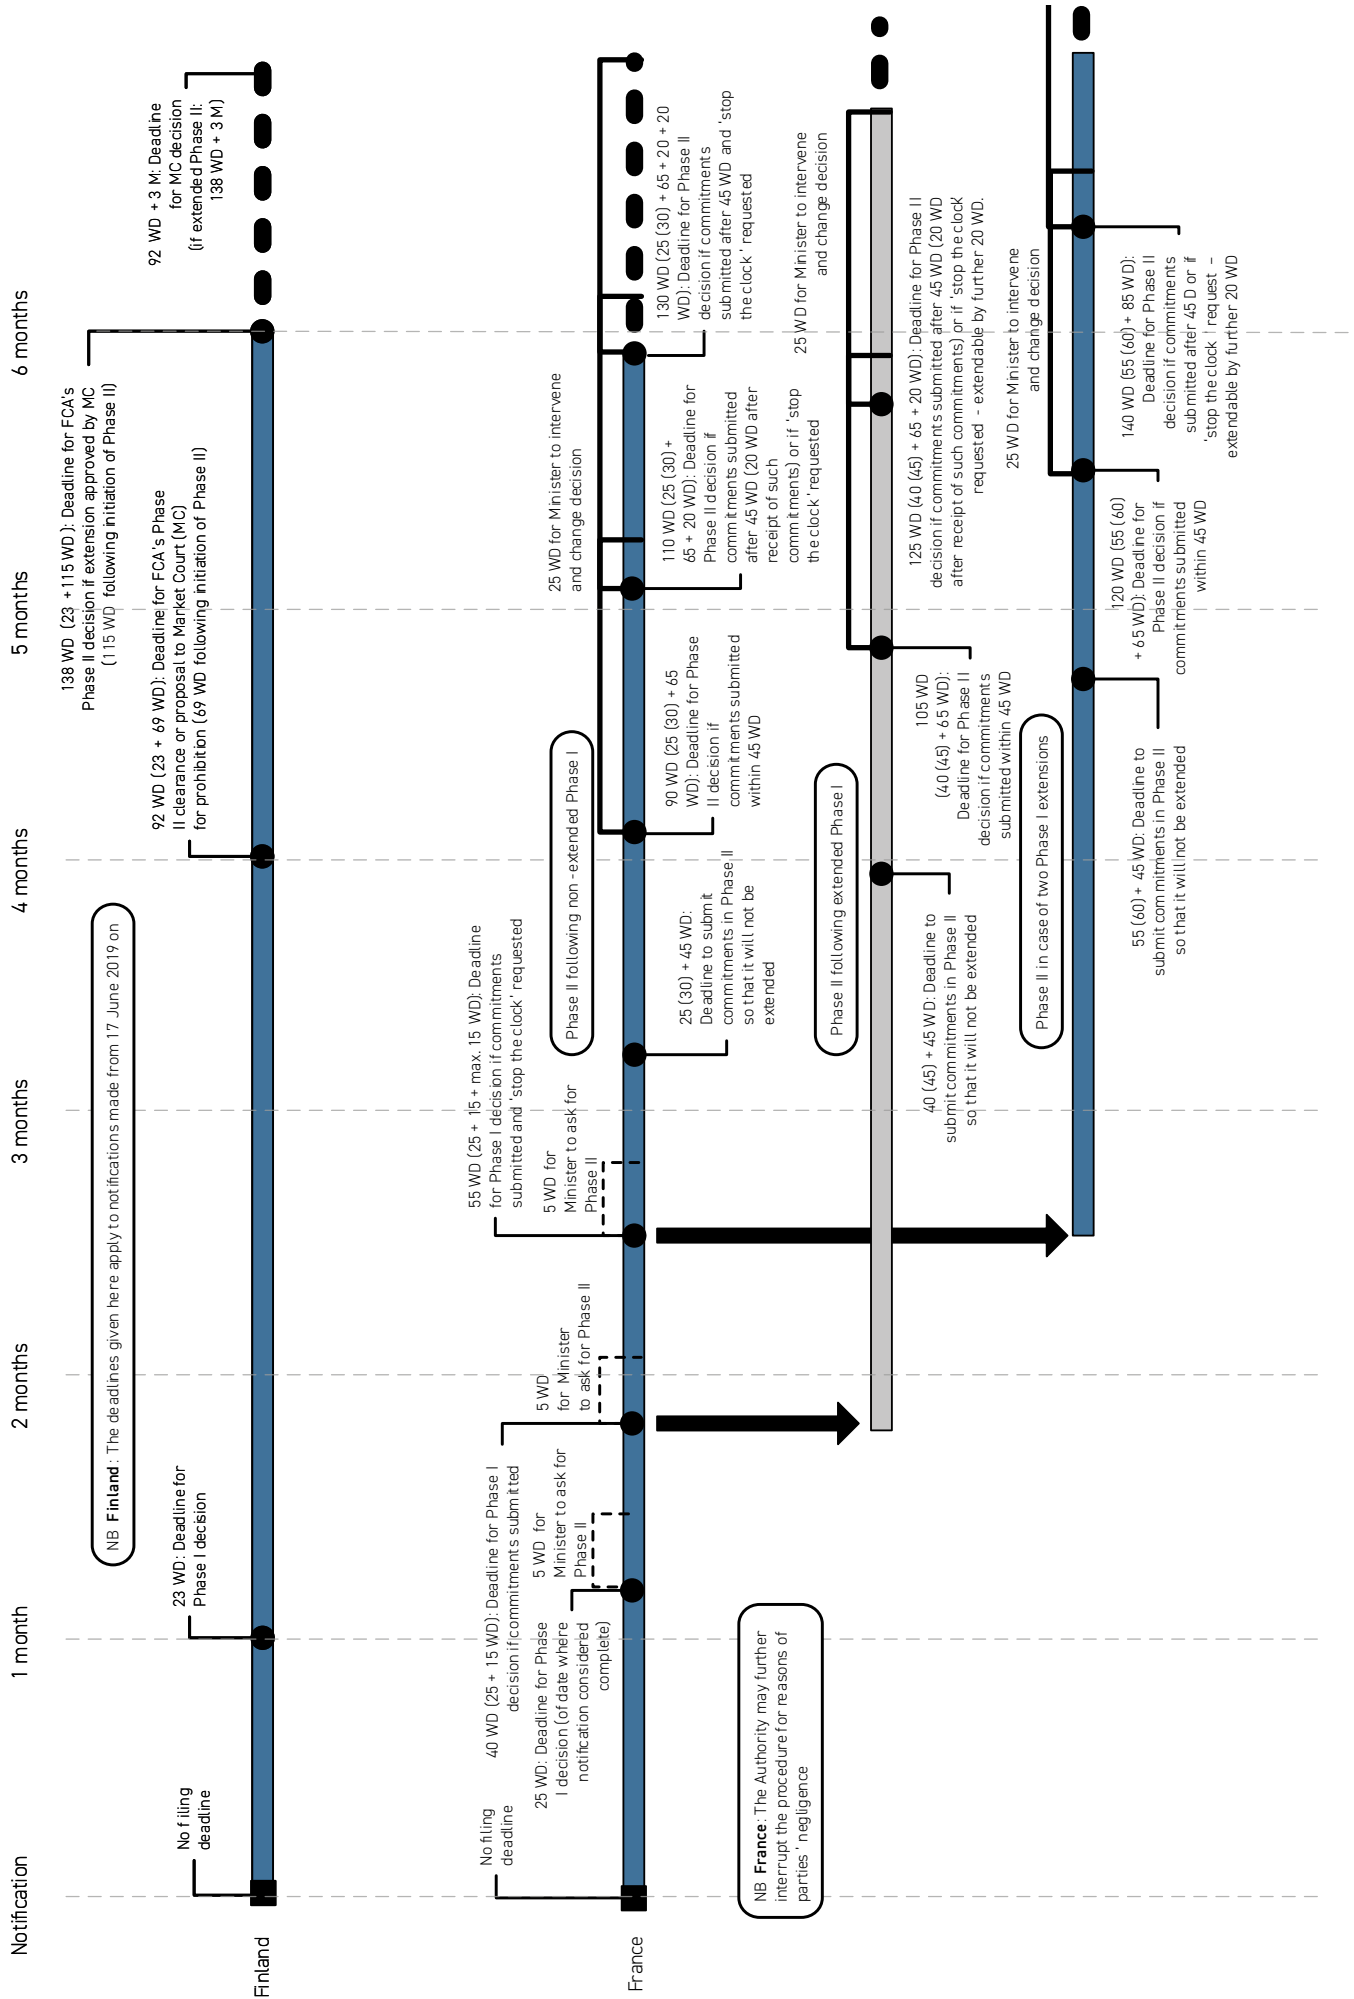 Notification
1 month
2 months
3 months
4 months
5 months
6 months
Finland
No filing
deadline
23 WD: Deadline for
Phase I decision
NB Finland: The deadlines given here apply to notifications made from 17 June 2019 on
92 WD (23 + 69 WD): Deadline for FCA's Phase
II clearance or proposal to Market Court (MC)
for prohibition (69 WD following initiation of Phase II)
138 WD (23 +115 WD): Deadline for FCA's
Phase II decision if extension approved by MC
(115 WD following initiation of Phase II)
92 WD + 3 M: Deadline
for MC decision
(if extended Phase II:
138 WD + 3 M)
France
No filing
deadline
25 WD: Deadline for Phase
I decision (of date where
notification considered
complete)
5 WD for
Minister to ask for
Phase II
40 WD (25 + 15 WD): Deadline for Phase I
decision if commitments submitted
5 WD
for Minister
to ask for Phase II
55 WD (25 + 15 + max. 15 WD): Deadline
for Phase I decision if commitments
submitted and 'stop the clock' requested
5 WD for
Minister to ask for
Phase II
Phase II following non-extended Phase I
25 (30) + 45 WD:
Deadline to submit
commitments in Phase II
so that it will not be
extended
90 WD (25 (30) + 65
WD): Deadline for Phase
II decision if
commitments submitted
within 45 WD
25 WD for Minister to intervene
and change decision
110 WD (25 (30) +
65 + 20 WD): Deadline for
Phase II decision if
commitments submitted
after 45 WD (20 WD after
receipt of such
commitments) or if 'stop
the clock' requested
130 WD (25 (30) + 65 + 20 + 20
WD): Deadline for Phase II
decision if commitments
submitted after 45 WD and 'stop
the clock' requested
NB France: The Authority may further
interrupt the procedure for reasons of
parties' negligence
Phase II following extended Phase I
40 (45) + 45 WD: Deadline to
submit commitments in Phase II
so that it will not be extended
105 WD
(40 (45) + 65 WD):
Deadline for Phase II
decision if commitments
submitted within 45 WD
25 WD for Minister to intervene
and change decision
125 WD (40 (45) + 65 + 20 WD): Deadline for Phase II
decision if commitments submitted after 45 WD (20 WD
after receipt of such commitments) or if 'stop the clock
requested - extendable by further 20 WD.
Phase II in case of two Phase I extensions
55 (60) + 45 WD: Deadline to
submit commitments in Phase II
so that it will not be extended
120 WD (55 (60)
+ 65 WD): Deadline for
Phase II decision if
commitments submitted
within 45 WD
25 WD for Minister to intervene
and change decision
140 WD (55 (60) + 85 WD):
Deadline for Phase II
decision if commitments
submitted after 45 D or if
'stop the clock' request –
extendable by further 20 WD